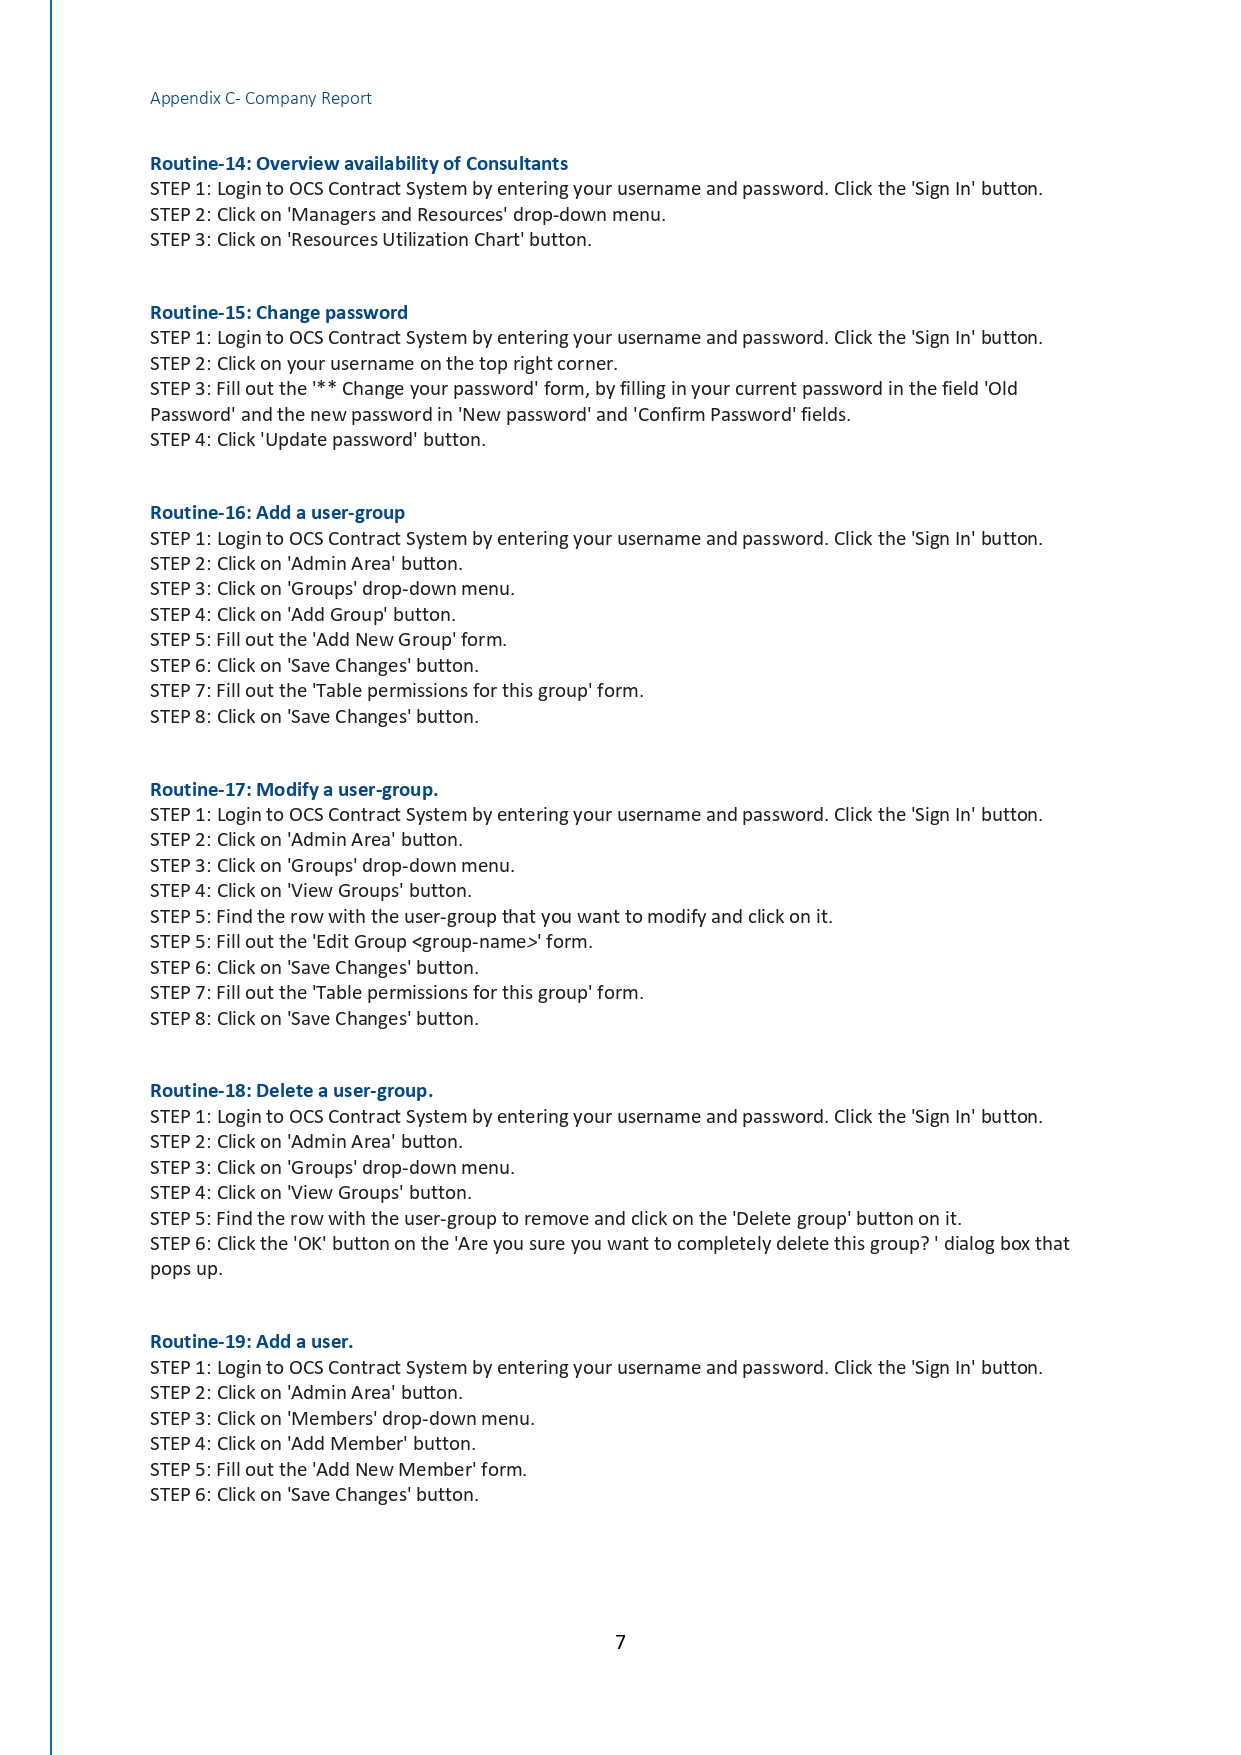 Appendix C- Company Report
Routine-14: Overview availability of Consultants
STEP 1: Login to OCS Contract System by entering your username and password. Click the 'Sign In' button.
STEP 2: Click on 'Managers and Resources' drop-down menu.
STEP 3: Click on 'Resources Utilization Chart' button.
Routine-15: Change password
STEP 1: Login to OCS Contract System by entering your username and password. Click the 'Sign In' button.
STEP 2: Click on your username on the top right corner.
STEP 3: Fill out the '** Change your password' form, by filling in your current password in the field 'Old
Password' and the new password in 'New password' and 'Confirm Password' fields.
STEP 4: Click 'Update password' button.
Routine-16: Add a user-group
STEP 1: Login to OCS Contract System by entering your username and password. Click the 'Sign In' button.
STEP 2: Click on 'Admin Area' button.
STEP 3: Click on 'Groups' drop-down menu.
STEP 4: Click on 'Add Group' button.
STEP 5: Fill out the 'Add New Group' form.
STEP 6: Click on 'Save Changes' button.
STEP 7: Fill out the 'Table permissions for this group' form.
STEP 8: Click on 'Save Changes' button.
Routine-17: Modify a user-group.
STEP 1: Login to OCS Contract System by entering your username and password. Click the 'Sign In' button.
STEP 2: Click on 'Admin Area' button.
STEP 3: Click on 'Groups' drop-down menu.
STEP 4: Click on 'View Groups' button.
STEP 5: Find the row with the user-group that you want to modify and click on it.
STEP 5: Fill out the 'Edit Group <group-name>' form.
STEP 6: Click on 'Save Changes' button.
STEP 7: Fill out the 'Table permissions for this group' form.
STEP 8: Click on 'Save Changes' button.
Routine-18: Delete a user-group.
STEP 1: Login to OCS Contract System by entering your username and password. Click the 'Sign In' button.
STEP 2: Click on 'Admin Area' button.
STEP 3: Click on 'Groups' drop-down menu.
STEP 4: Click on 'View Groups' button.
STEP 5: Find the row with the user-group to remove and click on the 'Delete group' button on it.
STEP 6: Click the 'OK' button on the 'Are you sure you want to completely delete this group? ' dialog box that
pops up.
Routine-19: Add a user.
STEP 1: Login to OCS Contract System by entering your username and password. Click the 'Sign In' button.
STEP 2: Click on 'Admin Area' button.
STEP 3: Click on 'Members' drop-down menu.
STEP 4: Click on 'Add Member' button.
STEP 5: Fill out the 'Add New Member' form.
STEP 6: Click on 'Save Changes' button.
7